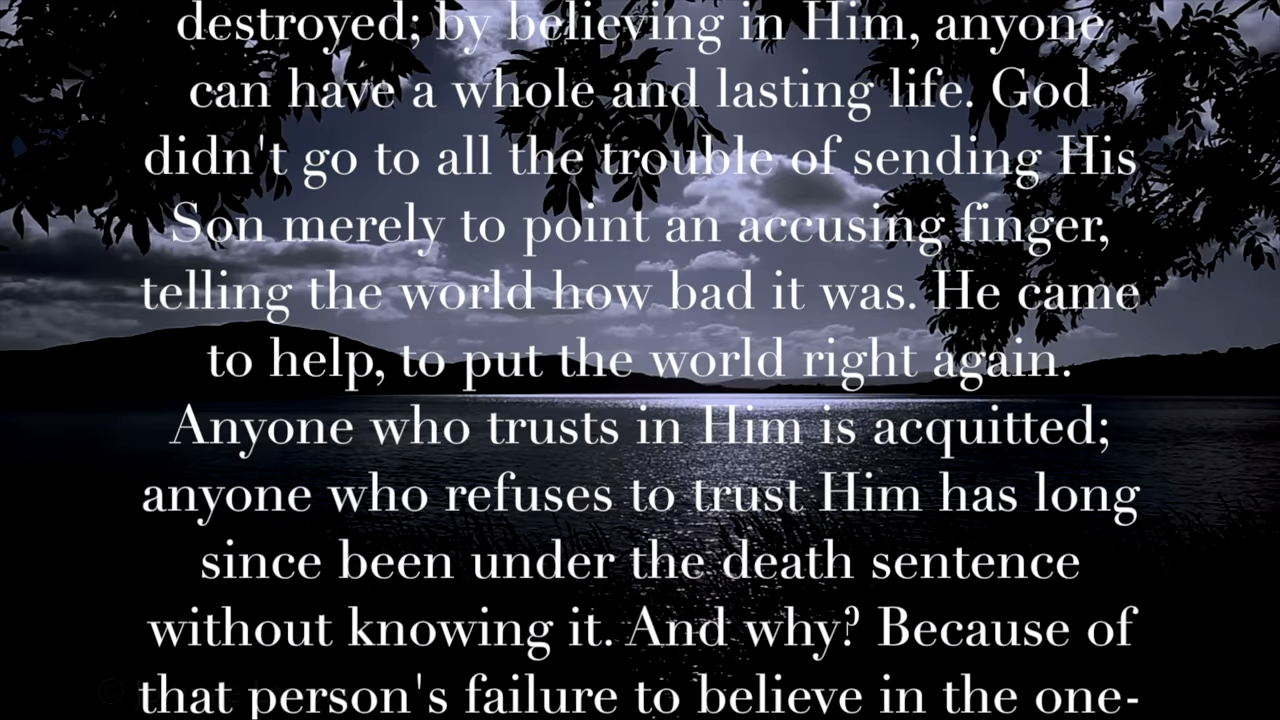 destroyed; by believing in Him, anyone
can have a whole and lasting life. God
didn't go to all the trouble of sending His
Son merely to point an accusing finger,
telling the world how bad it was. He came
to help, to put the world right again.
Anyone who trusts in Him is acquitted;
anyone who refuses to trust Him has long
since been under the death sentence
without knowing it. And why? Because of
that person's failure to believe in the one-